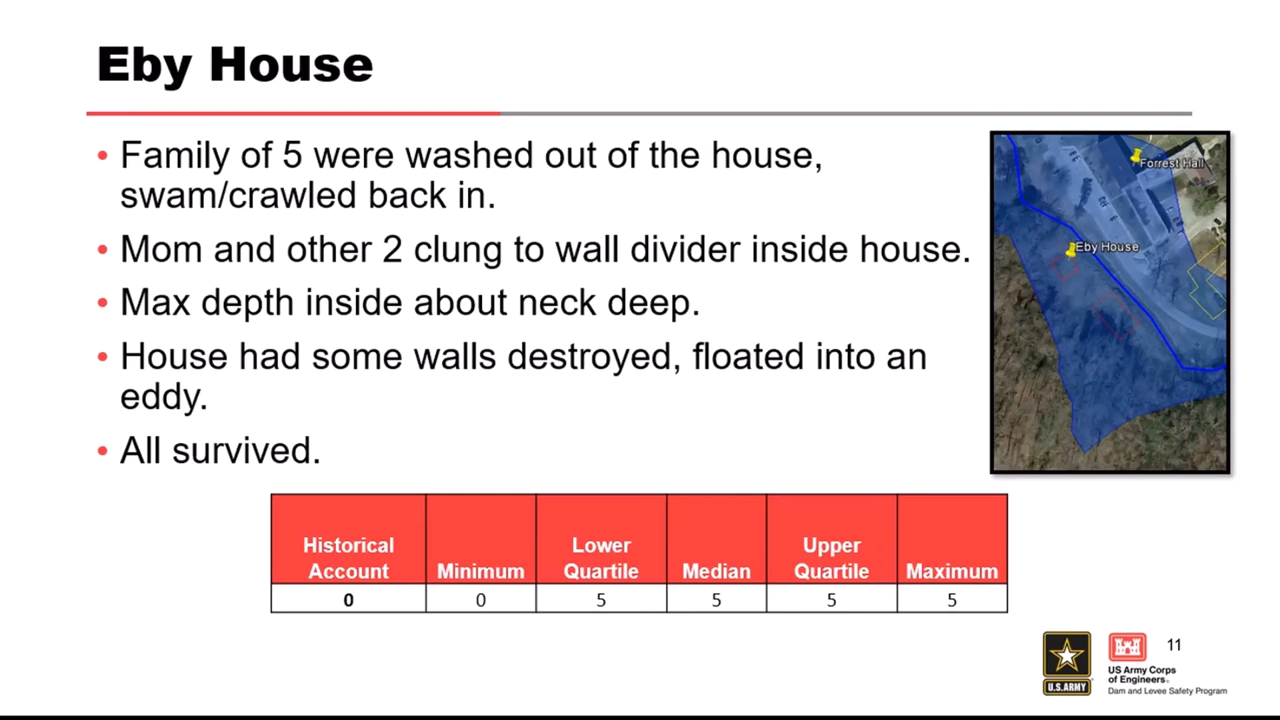 Eby House
• Family of 5 were washed out of the house,
swam/crawled back in.
• Mom and other 2 clung to wall divider inside house.
• Max depth inside about neck deep.
• House had some walls destroyed, floated into an
eddy.
• All survived.
Forrest Hall
Eby House
Historical Account Minimum Lower Quartile Median Upper Quartile Maximum
0 0 5 5 5 5
U.S.ARMY
US Army Corps
of Engineers®
Dam and Levee Safety Program
11